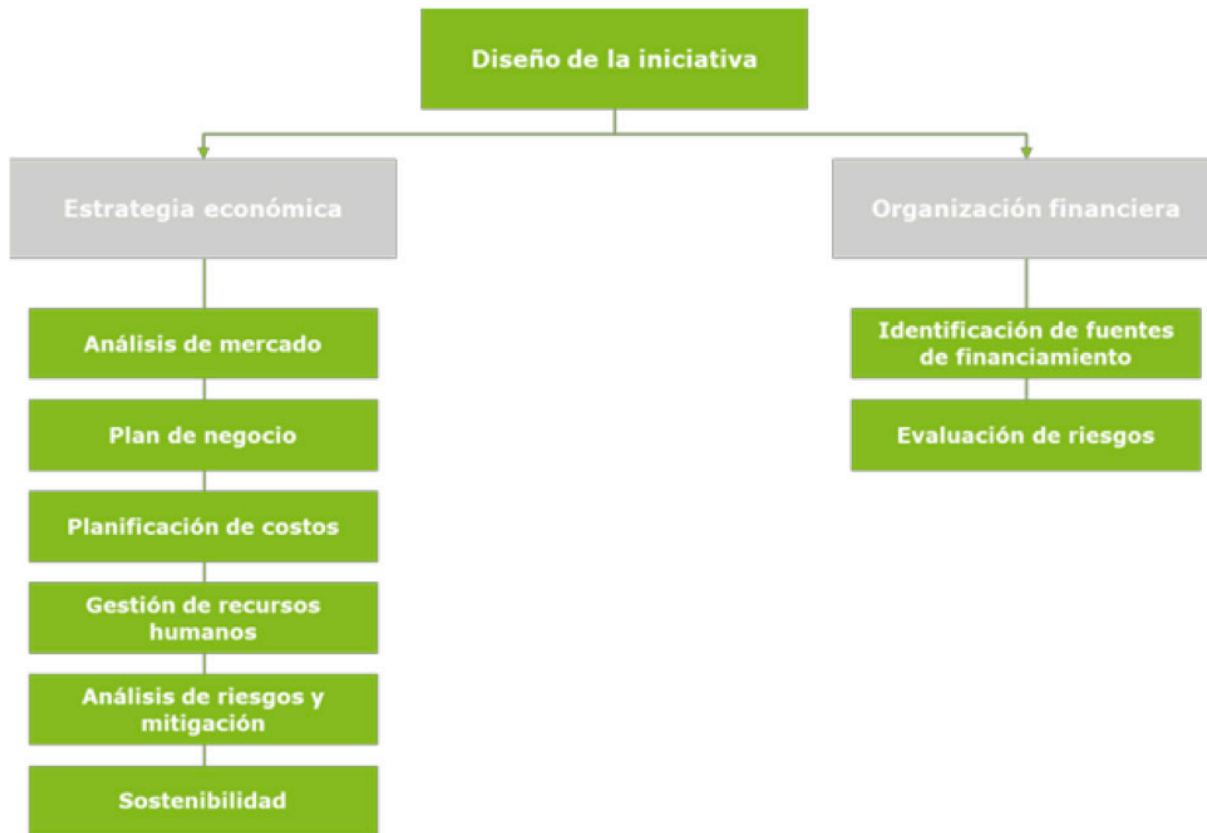 Diseño de la iniciativa
Estrategia económica
Organización financiera
Análisis de mercado
Plan de negocio
Planificación de costos
Gestión de recursos
humanos
Análisis de riesgos y
mitigación
Sostenibilidad
Identificación de fuentes
de financiamiento
Evaluación de riesgos